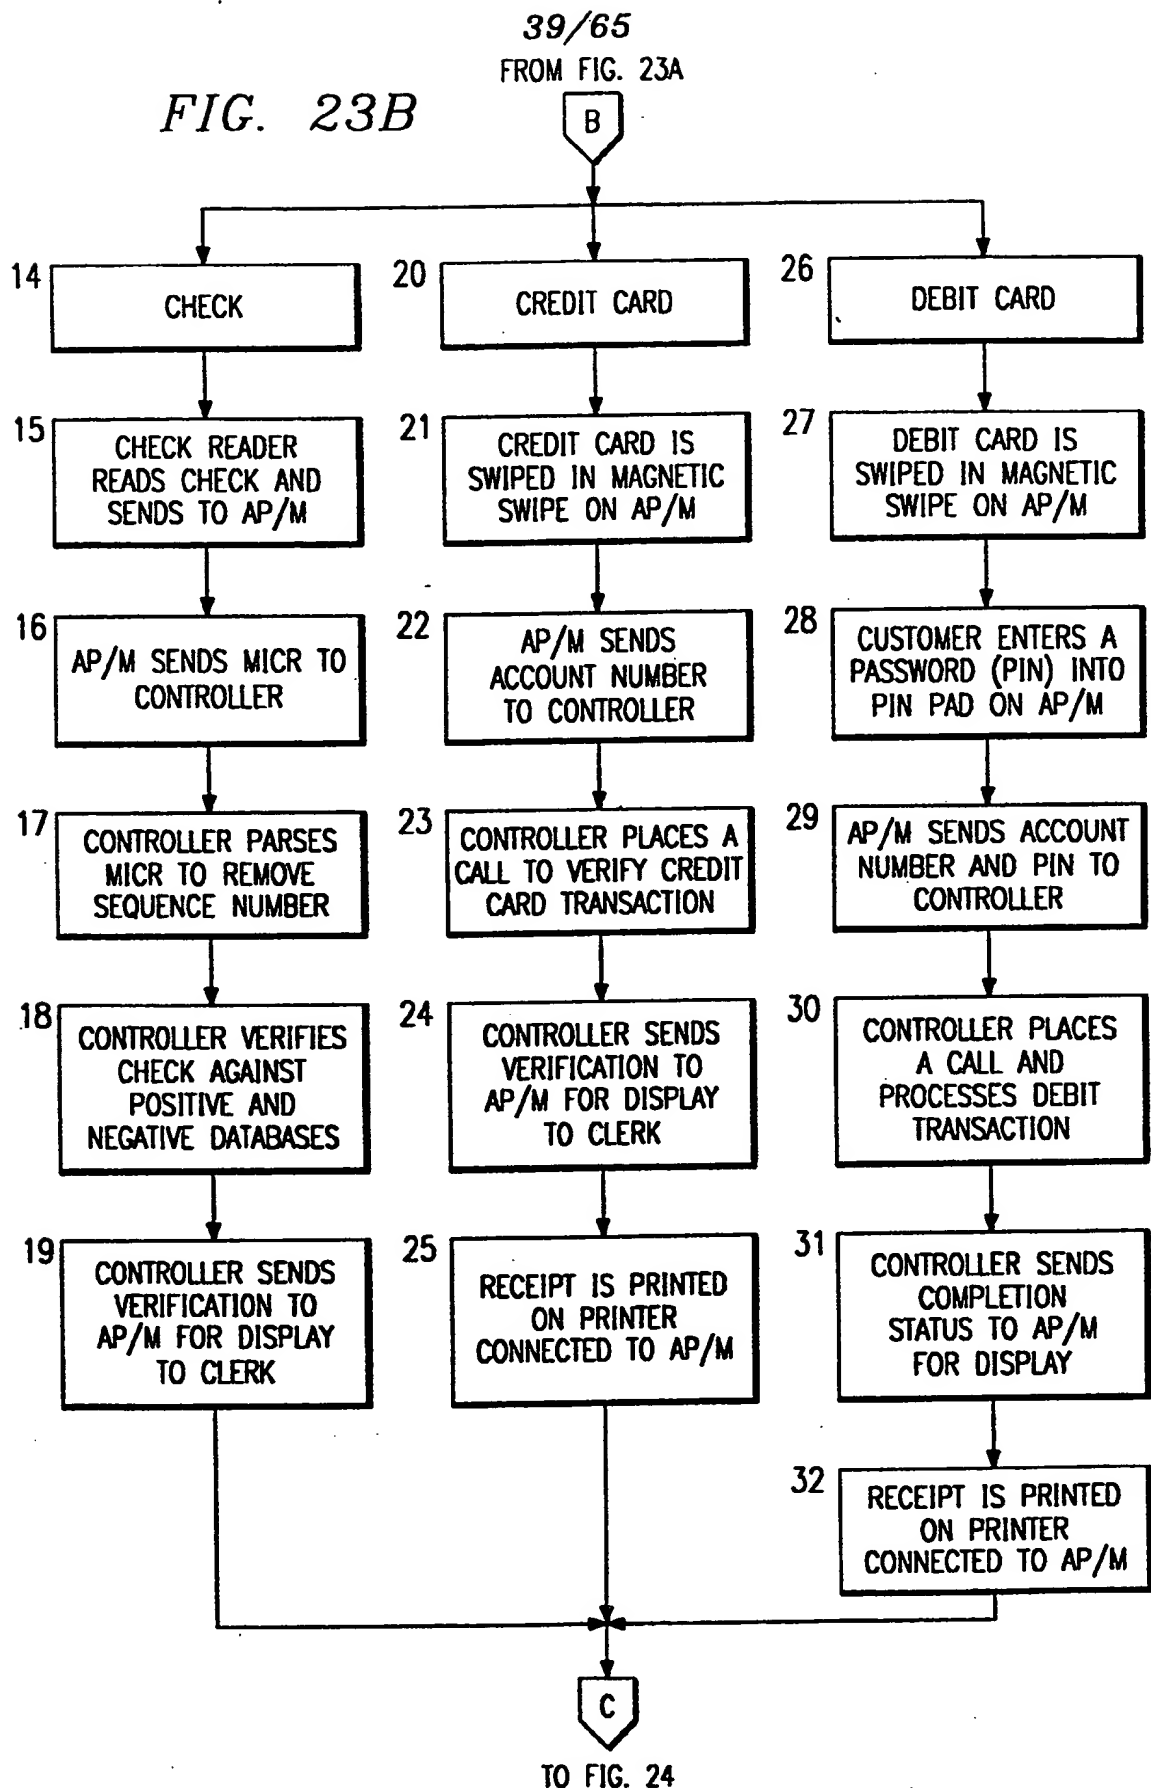 39/65
FROM FIG. 23A
FIG. 23B
B
14
CHECK
15
CHECK READER
READS CHECK AND
SENDS TO AP/M
16
AP/M SENDS MICR TO
CONTROLLER
17
CONTROLLER PARSES
MICR TO REMOVE
SEQUENCE NUMBER
18
CONTROLLER VERIFIES
CHECK AGAINST
POSITIVE AND
NEGATIVE DATABASES
19
CONTROLLER SENDS
VERIFICATION TO
AP/M FOR DISPLAY
TO CLERK
20
CREDIT CARD
21
CREDIT CARD IS
SWIPED IN MAGNETIC
SWIPE ON AP/M
22
AP/M SENDS
ACCOUNT NUMBER
TO CONTROLLER
23
CONTROLLER PLACES A
CALL TO VERIFY CREDIT
CARD TRANSACTION
24
CONTROLLER SENDS
VERIFICATION TO
AP/M FOR DISPLAY
TO CLERK
25
RECEIPT IS PRINTED
ON PRINTER
CONNECTED TO AP/M
26
DEBIT CARD
27
DEBIT CARD IS
SWIPED IN MAGNETIC
SWIPE ON AP/M
28
CUSTOMER ENTERS A
PASSWORD (PIN) INTO
PIN PAD ON AP/M
29
AP/M SENDS ACCOUNT
NUMBER AND PIN TO
CONTROLLER
30
CONTROLLER PLACES
A CALL AND
PROCESSES DEBIT
TRANSACTION
31
CONTROLLER SENDS
COMPLETION
STATUS TO AP/M
FOR DISPLAY
32
RECEIPT IS PRINTED
ON PRINTER
CONNECTED TO AP/M
C
TO FIG. 24